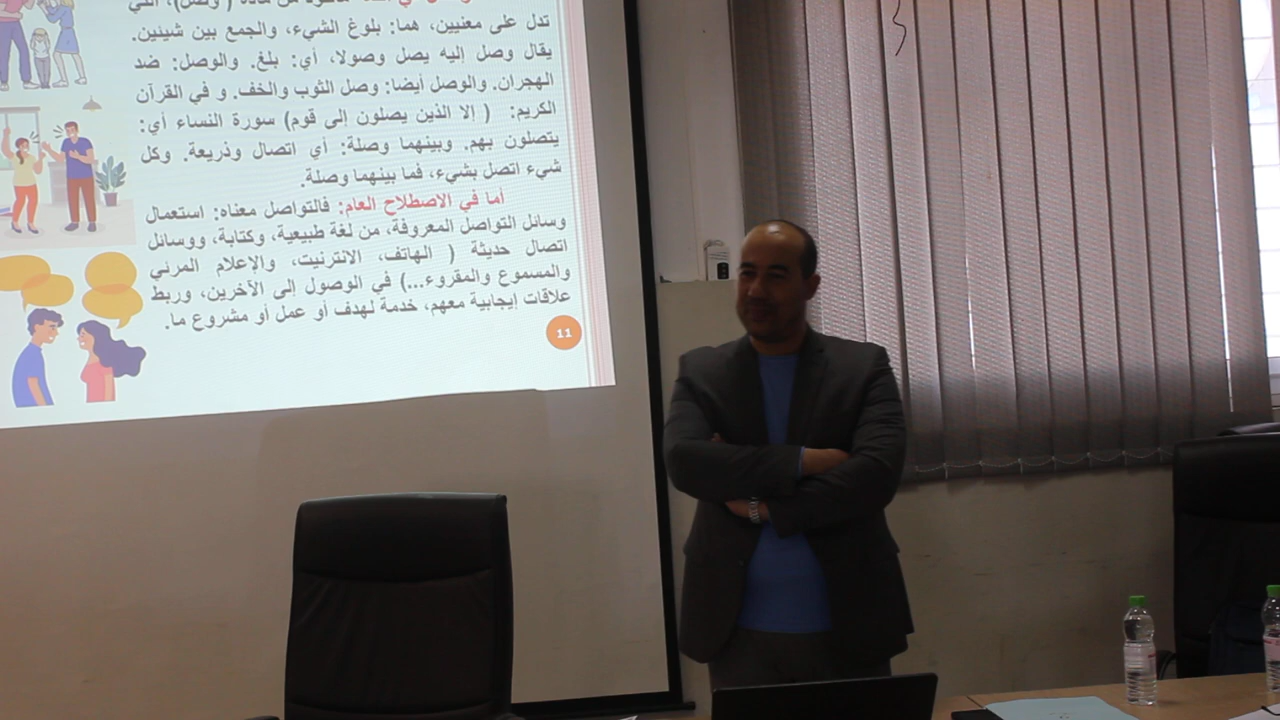 تدل على معنيين، هما: بلوغ الشيء، والجمع بين شيئين.
يقال وصل إليه يصل وصولا، أي: بلغ. والوصل: ضد
الهجران. والوصل أيضا: وصل الثوب والخف. و في القرآن
الكريم: ( إلا الذين يصلون إلى قوم) سورة النساء أي:
يتصلون بهم. وبينهما وصلة: أي اتصال وذريعة. وكل
شيء اتصل بشيء، فما بينهما وصلة.
أما في الاصطلاح العام: فالتواصل معناه: استعمال
وسائل التواصل المعروفة، من لغة طبيعية، وكتابة، ووسائل
اتصال حديثة ( الهاتف، الانترنيت، والإعلام المرئي
والمسموع والمقروء...) في الوصول إلى الآخرين، وربط
علاقات إيجابية معهم، خدمة لهدف أو عمل أو مشروع ما.
11